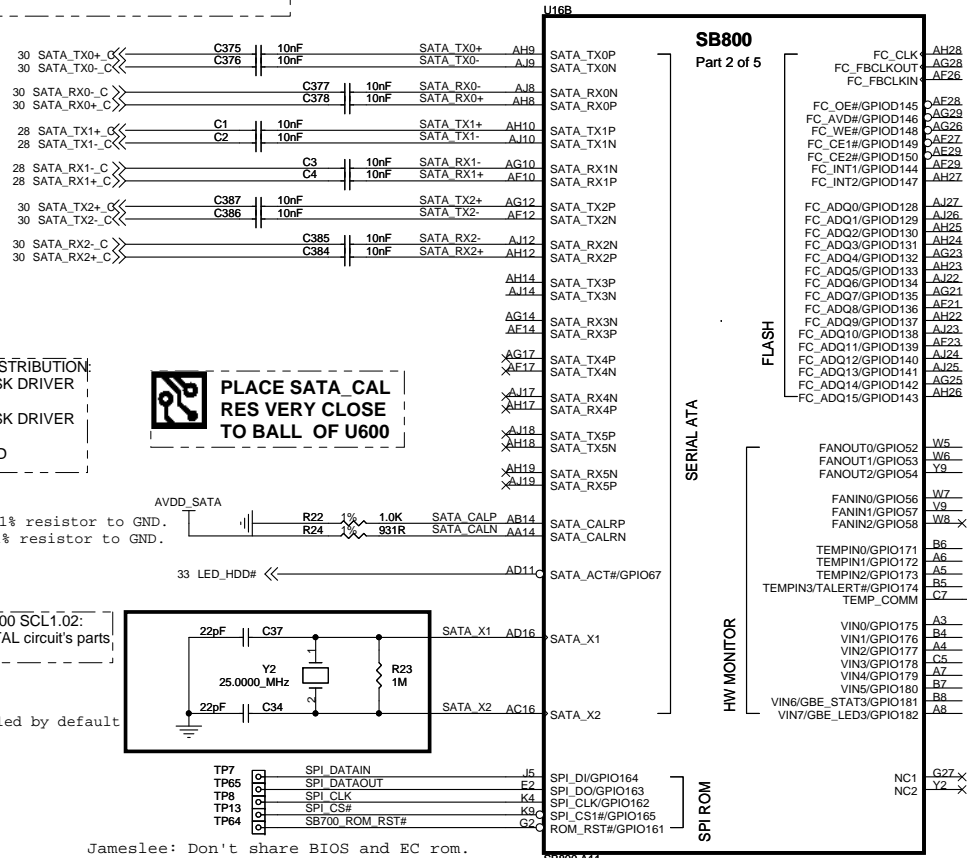 U16B
SB800
Part 2 of 5
30 SATA_TX0+_C C375 10nF SATA_TX0+ AH9 SATA_TX0P
30 SATA_TX0-_C C376 10nF SATA_TX0- AJ9 SATA_TX0N
30 SATA_RX0-_C C377 10nF SATA_RX0- AJ8 SATA_RX0N
30 SATA_RX0+_C C378 10nF SATA_RX0+ AH8 SATA_RX0P
28 SATA_TX1+_C C1 10nF SATA_TX1+ AH10 SATA_TX1P
28 SATA_TX1-_C C2 10nF SATA_TX1- AJ10 SATA_TX1N
28 SATA_RX1-_C C3 10nF SATA_RX1- AG10 SATA_RX1N
28 SATA_RX1+_C C4 10nF SATA_RX1+ AF10 SATA_RX1P
30 SATA_TX2+_C C387 10nF SATA_TX2+ AG12 SATA_TX2P
30 SATA_TX2-_C C386 10nF SATA_TX2- AF12 SATA_TX2N
30 SATA_RX2-_C C385 10nF SATA_RX2- AJ12 SATA_RX2N
30 SATA_RX2+_C C384 10nF SATA_RX2+ AH12 SATA_RX2P
AH14 SATA_TX3P
AJ14 SATA_TX3N
AG14 SATA_RX3N
AF14 SATA_RX3P
AG17 SATA_TX4P
AF17 SATA_TX4N
AJ17 SATA_RX4N
AH17 SATA_RX4P
AJ18 SATA_TX5P
AH18 SATA_TX5N
AH19 SATA_RX5N
AJ19 SATA_RX5P
STRIBUTION:
SK DRIVER
SK DRIVER
D
PLACE SATA_CAL
RES VERY CLOSE
TO BALL OF U600
AVDD_SATA
1% resistor to GND.
% resistor to GND.
R22 1% 1.0K SATA_CALP AB14 SATA_CALRP
R24 1% 931R SATA_CALN AA14 SATA_CALRN
33 LED_HDD# AD11 SATA_ACT#/GPIO67
00 SCL1.02:
TAL circuit's parts
led by default
22pF C37 SATA_X1 AD16 SATA_X1
1
Y2
25.0000_MHz
2
R23
1M
22pF C34 SATA_X2 AC16 SATA_X2
TP7 SPI_DATAIN J5 SPI_DI/GPIO164
TP65 SPI_DATAOUT E2 SPI_DO/GPIO163
TP8 SPI_CLK K4 SPI_CLK/GPIO162
TP13 SPI_CS# K9 SPI_CS1#/GPIO165
TP64 SB700_ROM_RST# G2 ROM_RST#/GPIO161
Jameslee: Don't share BIOS and EC rom.
SERIAL ATA
SPI ROM
FLASH
HW MONITOR
FC_CLK AH28
FC_FBCLKOUT AG28
FC_FBCLKIN AF26
FC_OE#/GPIOD145 AF28
FC_AVD#/GPIOD146 AG29
FC_WE#/GPIOD148 AG26
FC_CE1#/GPIOD149 AF27
FC_CE2#/GPIOD150 AE29
FC_INT1/GPIOD144 AF29
FC_INT2/GPIOD147 AH27
FC_ADQ0/GPIOD128 AJ27
FC_ADQ1/GPIOD129 AJ26
FC_ADQ2/GPIOD130 AH25
FC_ADQ3/GPIOD131 AH24
FC_ADQ4/GPIOD132 AG23
FC_ADQ5/GPIOD133 AH23
FC_ADQ6/GPIOD134 AJ22
FC_ADQ7/GPIOD135 AG21
FC_ADQ8/GPIOD136 AF21
FC_ADQ9/GPIOD137 AH22
FC_ADQ10/GPIOD138 AJ23
FC_ADQ11/GPIOD139 AF23
FC_ADQ12/GPIOD140 AJ24
FC_ADQ13/GPIOD141 AJ25
FC_ADQ14/GPIOD142 AG25
FC_ADQ15/GPIOD143 AH26
FANOUT0/GPIO52 W5
FANOUT1/GPIO53 W6
FANOUT2/GPIO54 Y9
FANIN0/GPIO56 W7
FANIN1/GPIO57 V9
FANIN2/GPIO58 W8
TEMPIN0/GPIO171 B6
TEMPIN1/GPIO172 A6
TEMPIN2/GPIO173 A5
TEMPIN3/TALERT#/GPIO174 B5
TEMP_COMM C7
VIN0/GPIO175 A3
VIN1/GPIO176 B4
VIN2/GPIO177 A4
VIN3/GPIO178 C5
VIN4/GPIO179 A7
VIN5/GPIO180 B7
VIN6/GBE_STAT3/GPIO181 B8
VIN7/GBE_LED3/GPIO182 A8
NC1 G27
NC2 Y2